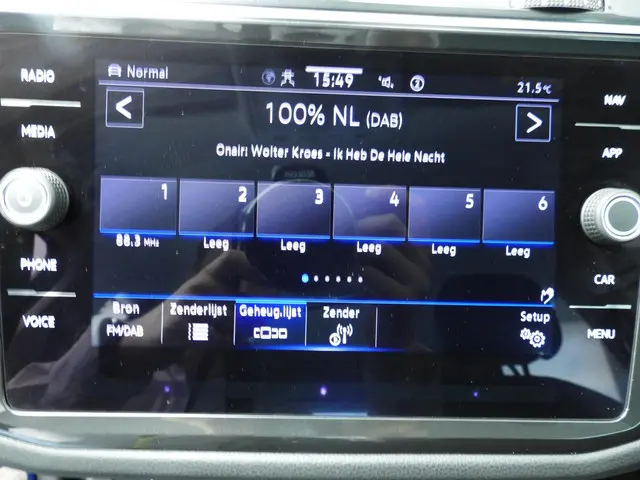 RADIO
MEDIA
PHONE
VOICE
Normal
15:49
2
21.5°C
100% NL (DAB)
Onair: Wolter Kroes - Ik Heb De Hele Nacht
1 2 3 4 5 6
88.3 MHz Leeg Leeg Leeg Leeg Leeg
Bron Zenderlijst Geheug.lijst Zender Setup
FM/DAB
NAV
APP
CAR
MENU